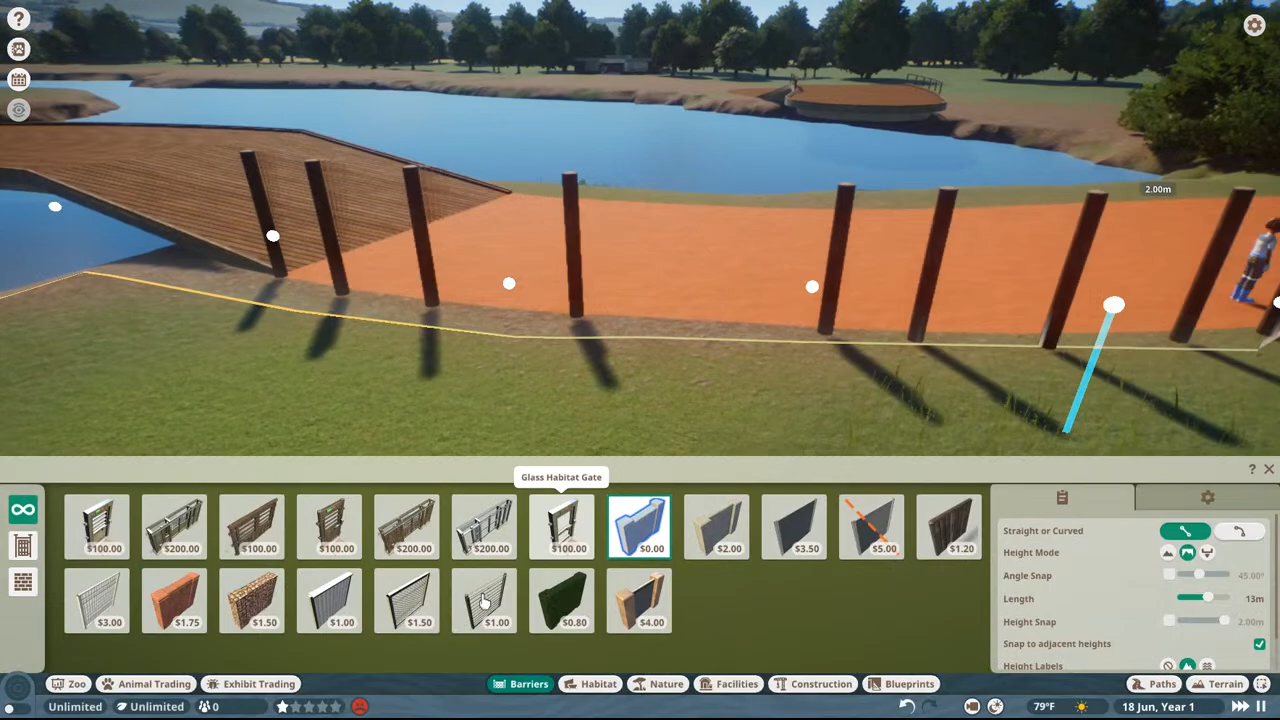 ?
2.00m
? ×
Glass Habitat Gate
$100.00 $200.00 $100.00 $100.00 $200.00 $200.00 $100.00 $0.00 $2.00 $3.50 $5.00 $1.20
$3.00 $1.75 $1.50 $1.00 $1.50 $1.00 $0.80 $4.00
Straight or Curved
Height Mode
Angle Snap 45.00°
Length 13m
Height Snap 2.00m
Snap to adjacent heights
Height Labels
Zoo Animal Trading Exhibit Trading Barriers Habitat Nature Facilities Construction Blueprints Paths Terrain
Unlimited Unlimited 0 79°F 18 Jun, Year 1